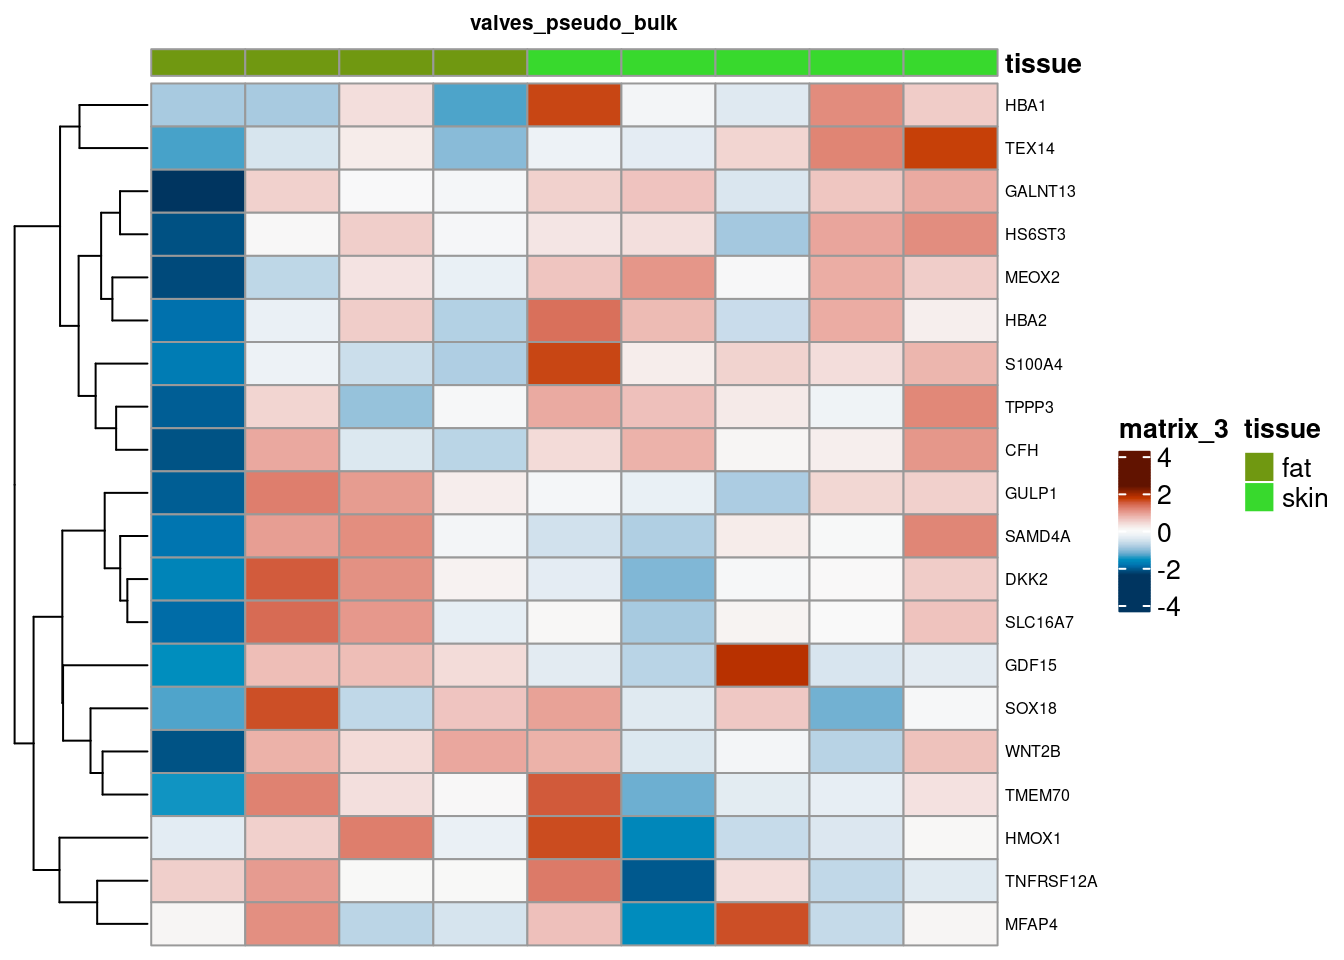 valves_pseudo_bulk
tissue
HBA1
TEX14
GALNT13
HS6ST3
MEOX2
HBA2
S100A4
TPPP3
CFH
GULP1
SAMD4A
DKK2
SLC16A7
GDF15
SOX18
WNT2B
TMEM70
HMOX1
TNFRSF12A
MFAP4
matrix_3
4
2
0
-2
-4
tissue
fat
skin